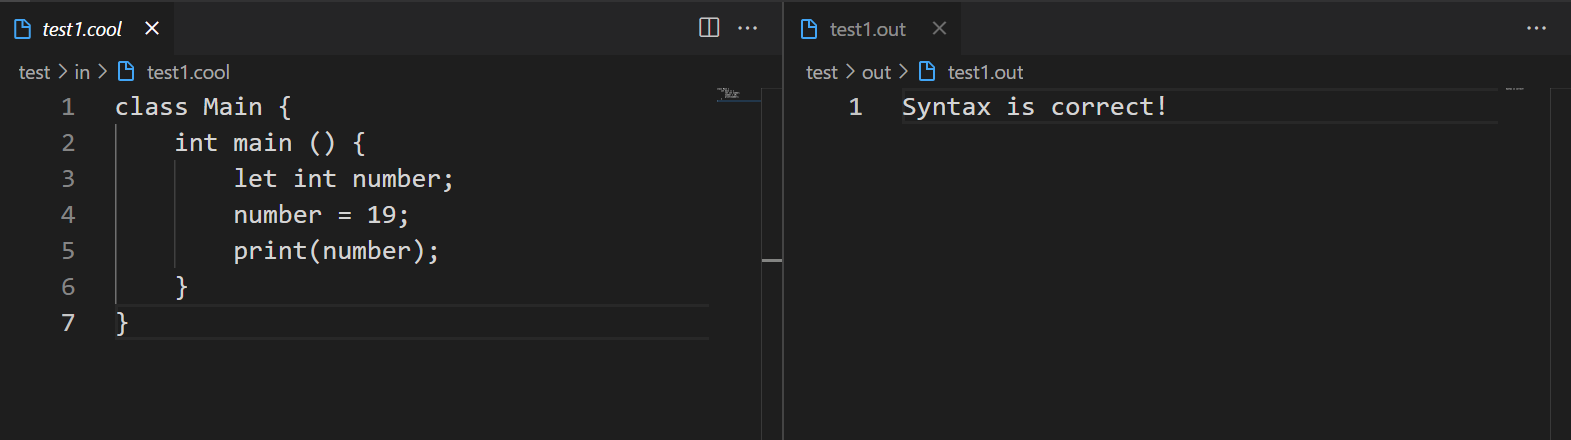 test1.cool
test > in > test1.cool
1 class Main {
2     int main () {
3         let int number;
4         number = 19;
5         print(number);
6     }
7 }
test1.out
test > out > test1.out
1 Syntax is correct!